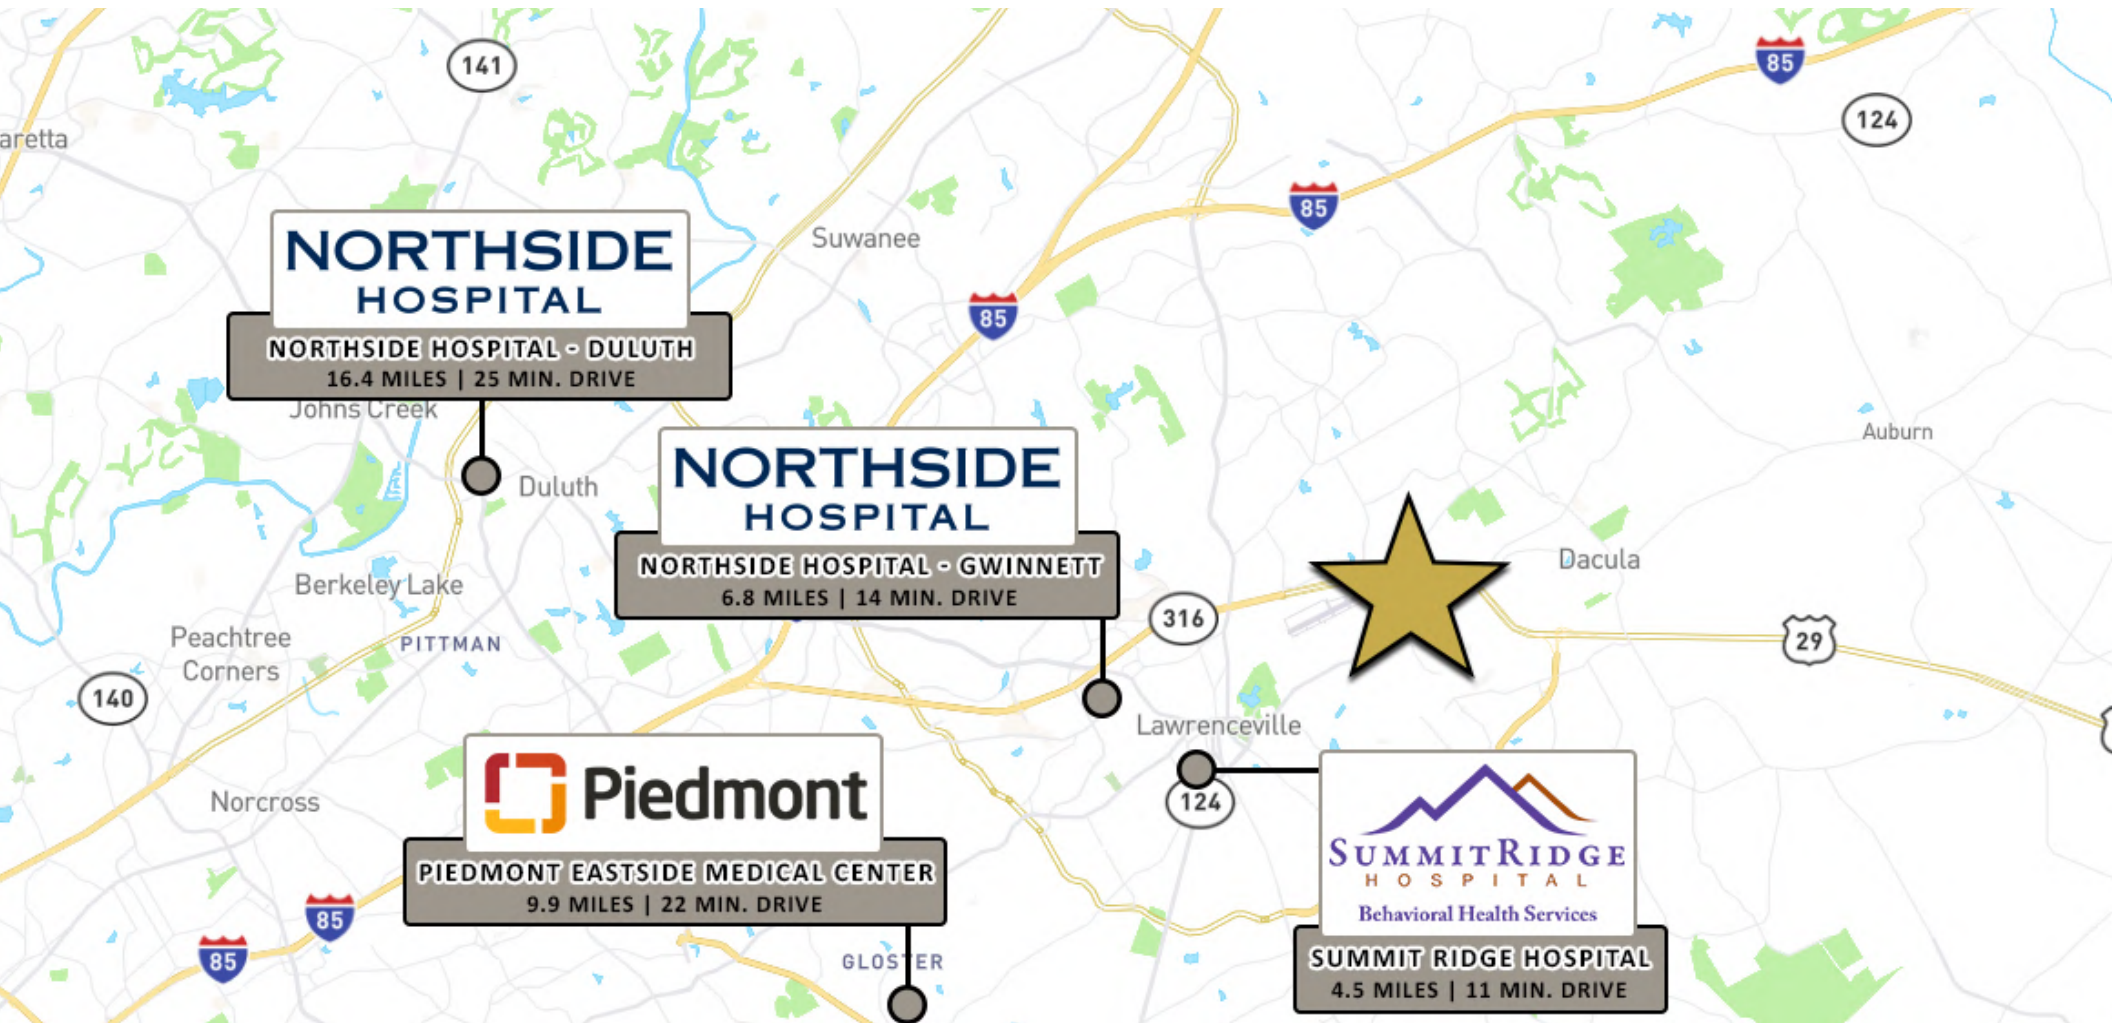 141
85
124
aretta
85
Suwanee
NORTHSIDE
HOSPITAL
85
NORTHSIDE HOSPITAL - DULUTH
16.4 MILES | 25 MIN. DRIVE
Johns Creek
Auburn
NORTHSIDE
HOSPITAL
Duluth
NORTHSIDE HOSPITAL - GWINNETT
6.8 MILES | 14 MIN. DRIVE
Dacula
Berkeley Lake
316
Peachtree
Corners
PITTMAN
29
140
Lawrenceville
Piedmont
Norcross
124
PIEDMONT EASTSIDE MEDICAL CENTER
9.9 MILES | 22 MIN. DRIVE
SUMMITRIDGE
HOSPITAL
Behavioral Health Services
85
85
GLOSTER
SUMMIT RIDGE HOSPITAL
4.5 MILES | 11 MIN. DRIVE